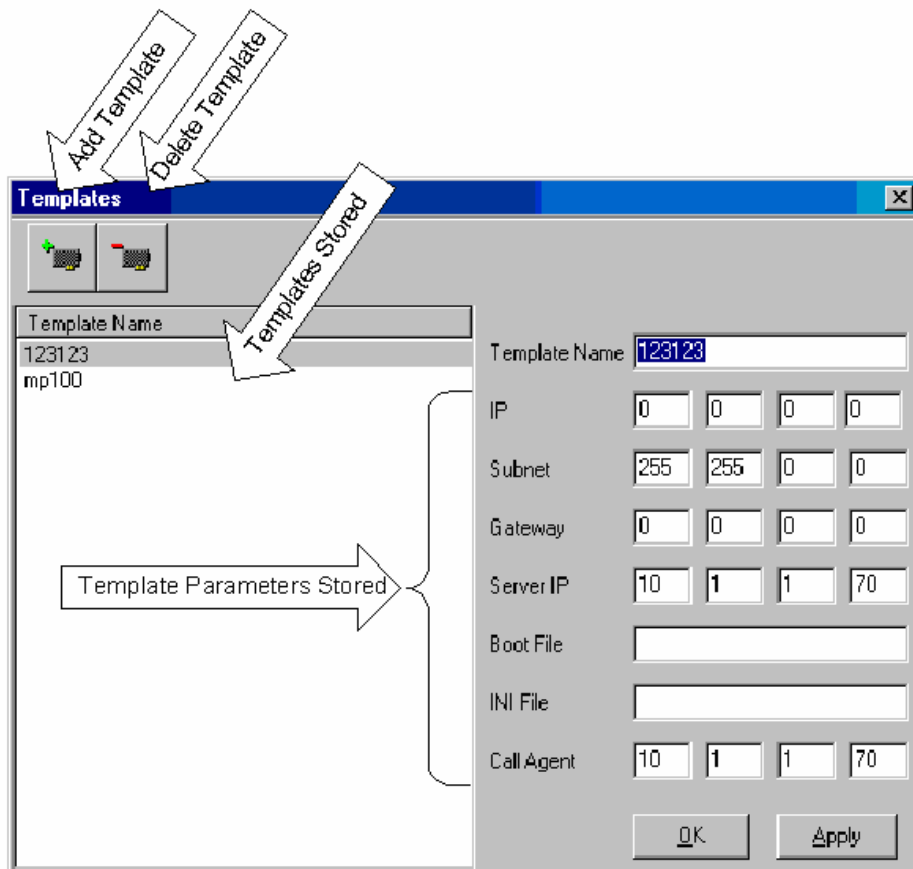 Add Template
Delete Template
Templates
Templates Stored
Template Name
123123
mp100
Template Parameters Stored
Template Name 123123
IP 0 0 0 0
Subnet 255 255 0 0
Gateway 0 0 0 0
Server IP 10 1 1 70
Boot File
INI File
Call Agent 10 1 1 70
OK Apply